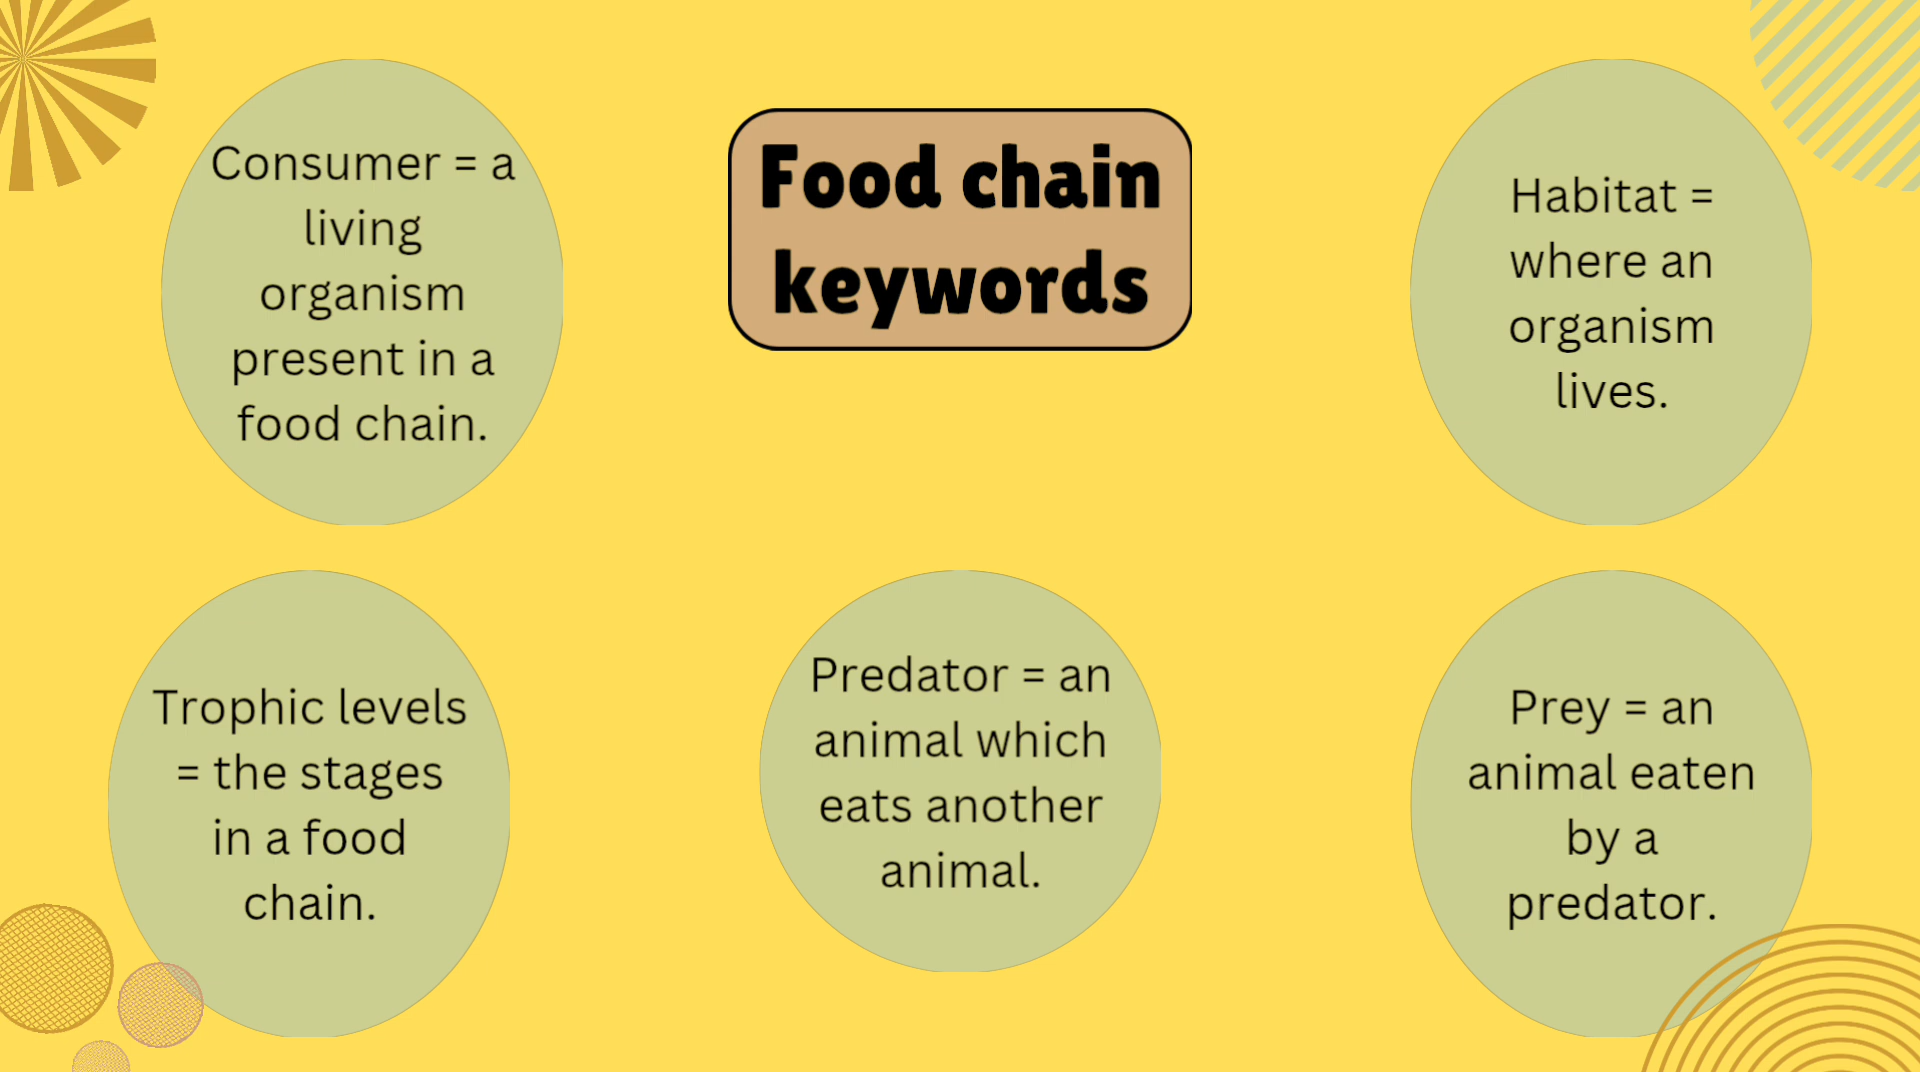 Food chain
keywords
Consumer = a
living
organism
present in a
food chain.
Habitat =
where an
organism
lives.
Trophic levels
= the stages
in a food
chain.
Predator = an
animal which
eats another
animal.
Prey = an
animal eaten
by a
predator.